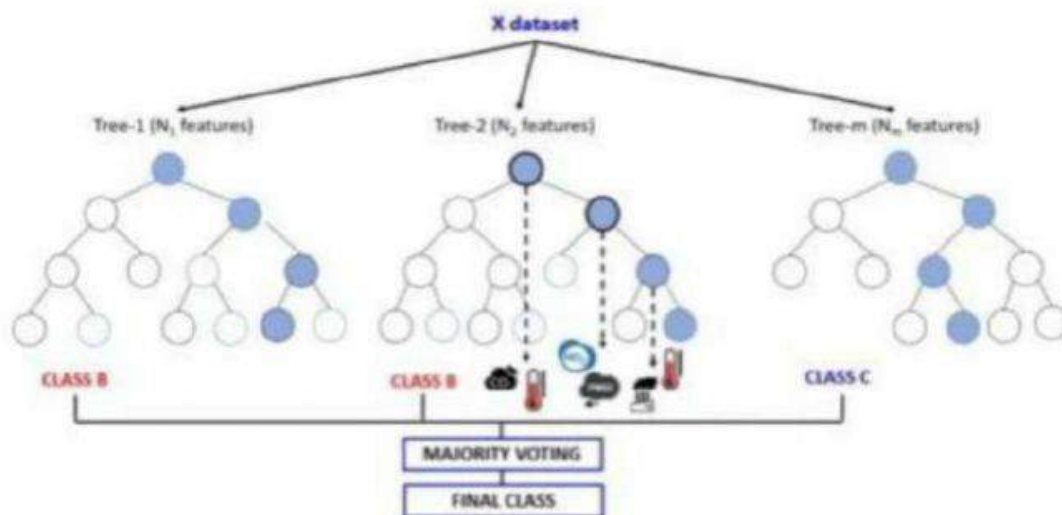 X dataset
Tree-1 (N₁ features)
Tree-2 (N₂ features)
Tree-m (Nₘ features)
CLASS B
CLASS B
CLASS C
MAJORITY VOTING
FINAL CLASS